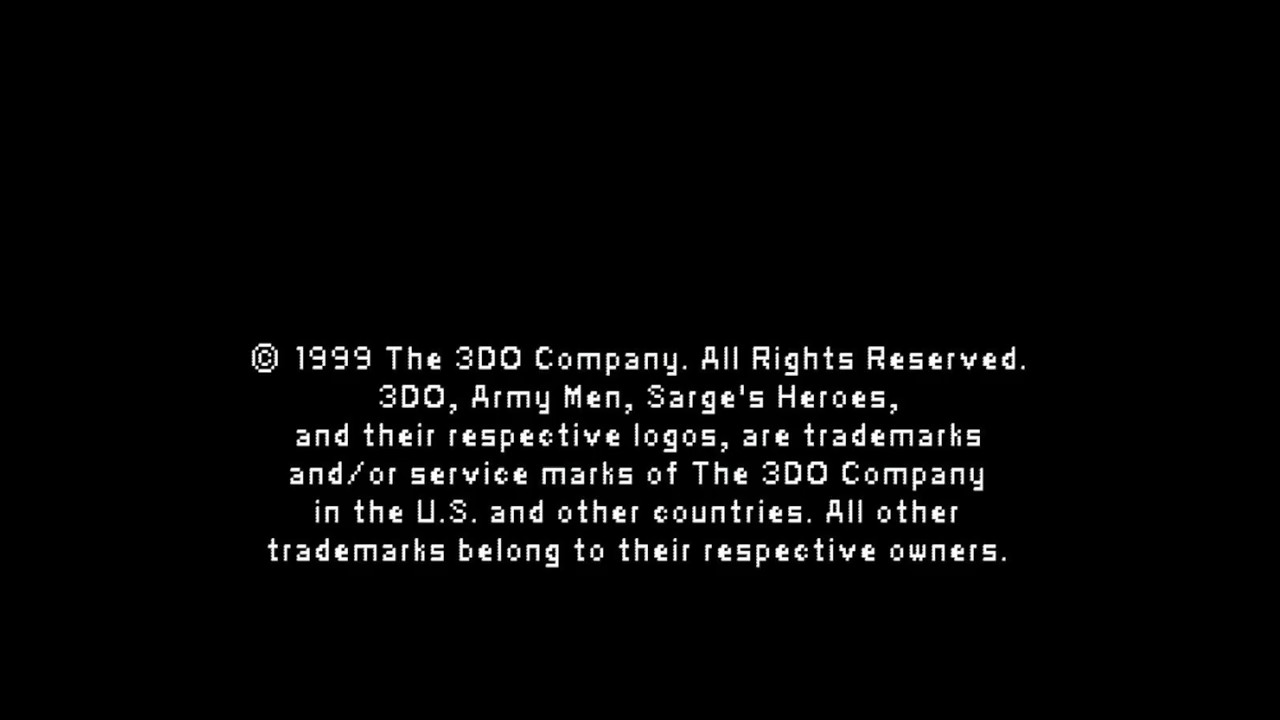 © 1999 The 3DO Company. All Rights Reserved.
3DO, Army Men, Sarge's Heroes,
and their respective logos, are trademarks
and/or service marks of The 3DO Company
in the U.S. and other countries. All other
trademarks belong to their respective owners.